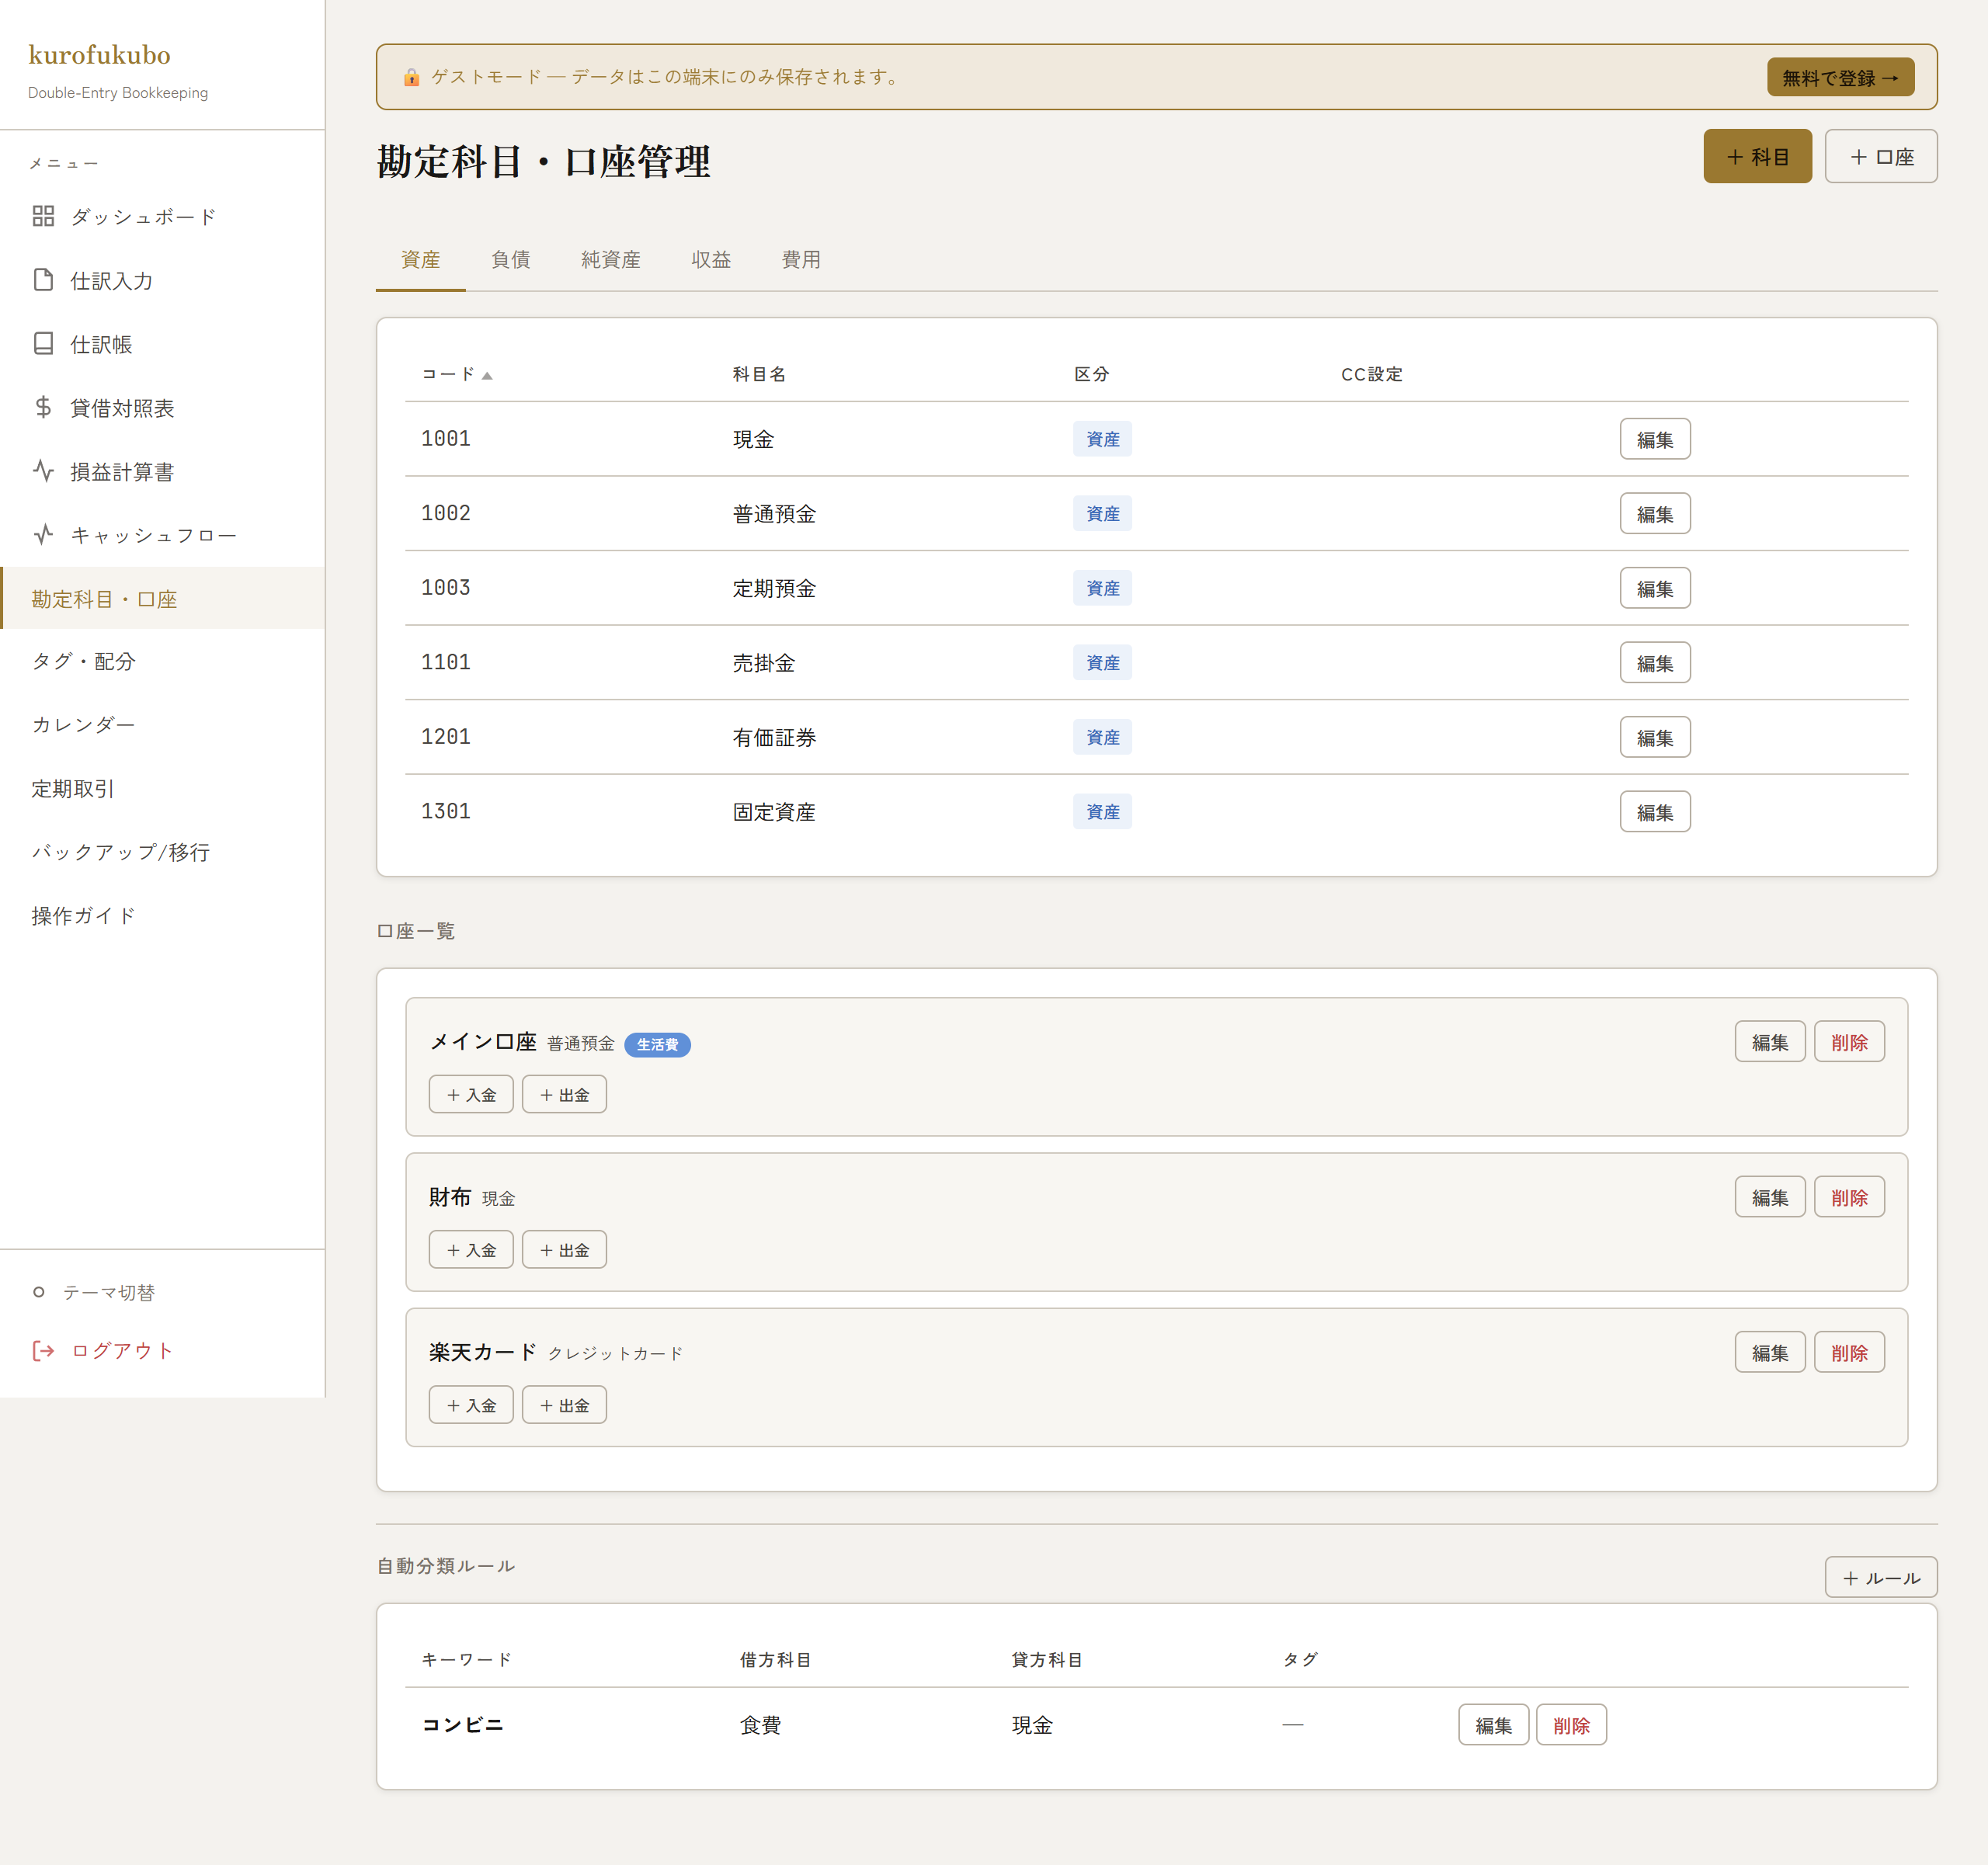 kurofukubo
Double-Entry Bookkeeping
メニュー
ダッシュボード
仕訳入力
仕訳帳
貸借対照表
損益計算書
キャッシュフロー
勘定科目・口座
タグ・配分
カレンダー
定期取引
バックアップ/移行
操作ガイド
テーマ切替
ログアウト
ゲストモード — データはこの端末にのみ保存されます。 無料で登録 →
勘定科目・口座管理 ＋ 科目 ＋ 口座
資産 負債 純資産 収益 費用
コード ▲ 科目名 区分 CC設定
1001 現金 資産 編集
1002 普通預金 資産 編集
1003 定期預金 資産 編集
1101 売掛金 資産 編集
1201 有価証券 資産 編集
1301 固定資産 資産 編集
口座一覧
メイン口座 普通預金 生活費 編集 削除
＋ 入金 ＋ 出金
財布 現金 編集 削除
＋ 入金 ＋ 出金
楽天カード クレジットカード 編集 削除
＋ 入金 ＋ 出金
自動分類ルール ＋ ルール
キーワード 借方科目 貸方科目 タグ
コンビニ 食費 現金 — 編集 削除